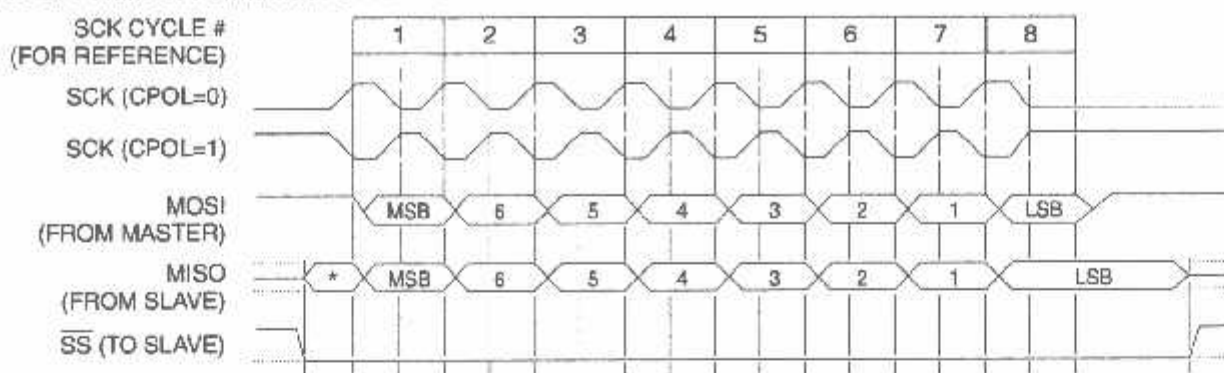 SCK CYCLE # 1 2 3 4 5 6 7 8
(FOR REFERENCE)
SCK (CPOL=0)
SCK (CPOL=1)
MOSI MSB 6 5 4 3 2 1 LSB
(FROM MASTER)
MISO * MSB 6 5 4 3 2 1 LSB
(FROM SLAVE)
SS (TO SLAVE)